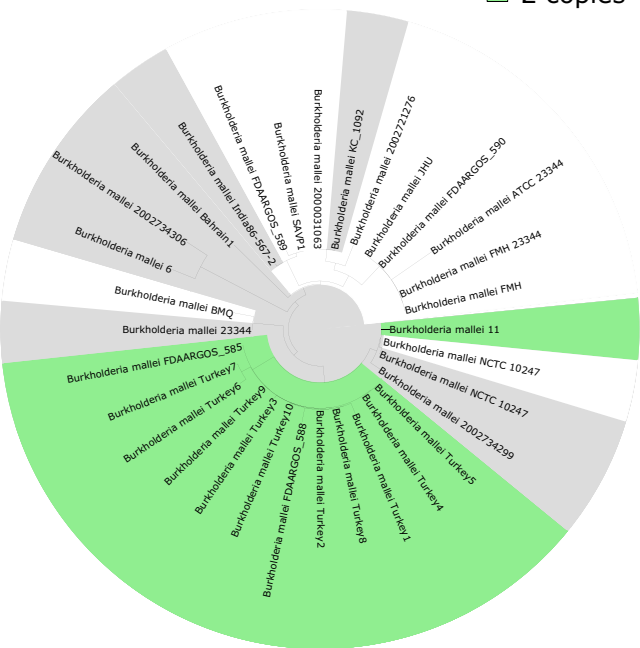 2 copies
Burkholderia mallei KC_1092
Burkholderia mallei 2002721276
Burkholderia mallei JHU
Burkholderia mallei FDAARGOS_590
Burkholderia mallei ATCC 23344
Burkholderia mallei FMH 23344
Burkholderia mallei FMH
Burkholderia mallei 11
Burkholderia mallei NCTC 10247
Burkholderia mallei NCTC 10247
Burkholderia mallei 2002734299
Burkholderia mallei Turkey5
Burkholderia mallei Turkey4
Burkholderia mallei Turkey1
Burkholderia mallei Turkey8
Burkholderia mallei Turkey2
Burkholderia mallei FDAARGOS_588
Burkholderia mallei Turkey10
Burkholderia mallei Turkey3
Burkholderia mallei Turkey9
Burkholderia mallei Turkey6
Burkholderia mallei Turkey7
Burkholderia mallei FDAARGOS_585
Burkholderia mallei 23344
Burkholderia mallei BMQ
Burkholderia mallei 6
Burkholderia mallei 2002734306
Burkholderia mallei Bahrain1
Burkholderia mallei India86-567-2
Burkholderia mallei FDAARGOS_589
Burkholderia mallei SAVP1
Burkholderia mallei 2000031063